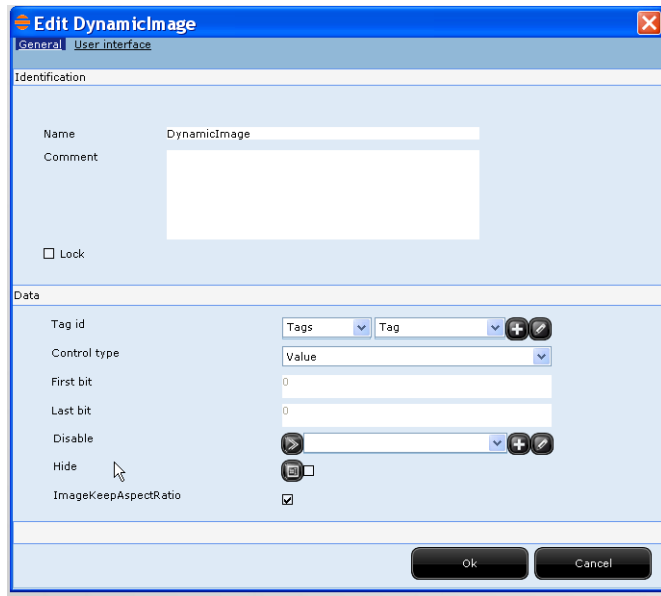 Edit DynamicImage
General User interface
Identification
Name DynamicImage
Comment
Lock
Data
Tag id Tags Tag
Control type Value
First bit 0
Last bit 0
Disable
Hide
ImageKeepAspectRatio
Ok Cancel